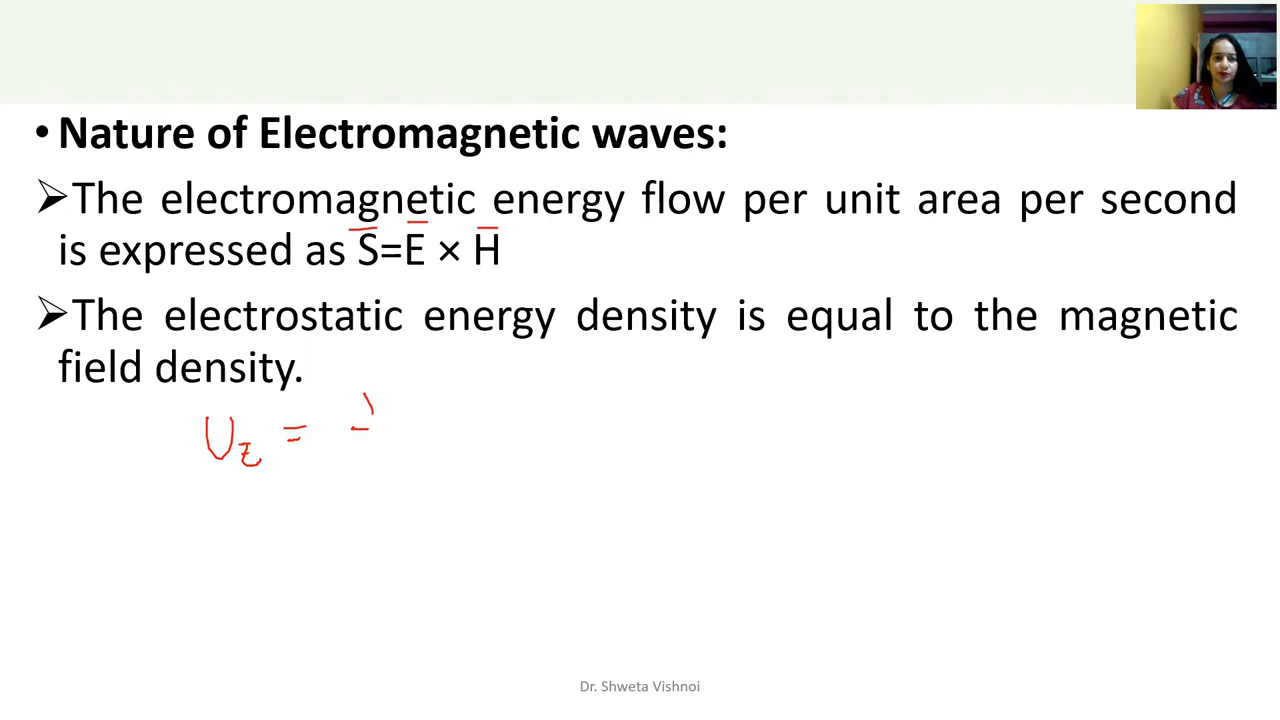 • Nature of Electromagnetic waves:
➢The electromagnetic energy flow per unit area per second
is expressed as S̅=E̅ × H̅
➢The electrostatic energy density is equal to the magnetic
field density.
U_E =
Dr. Shweta Vishnoi